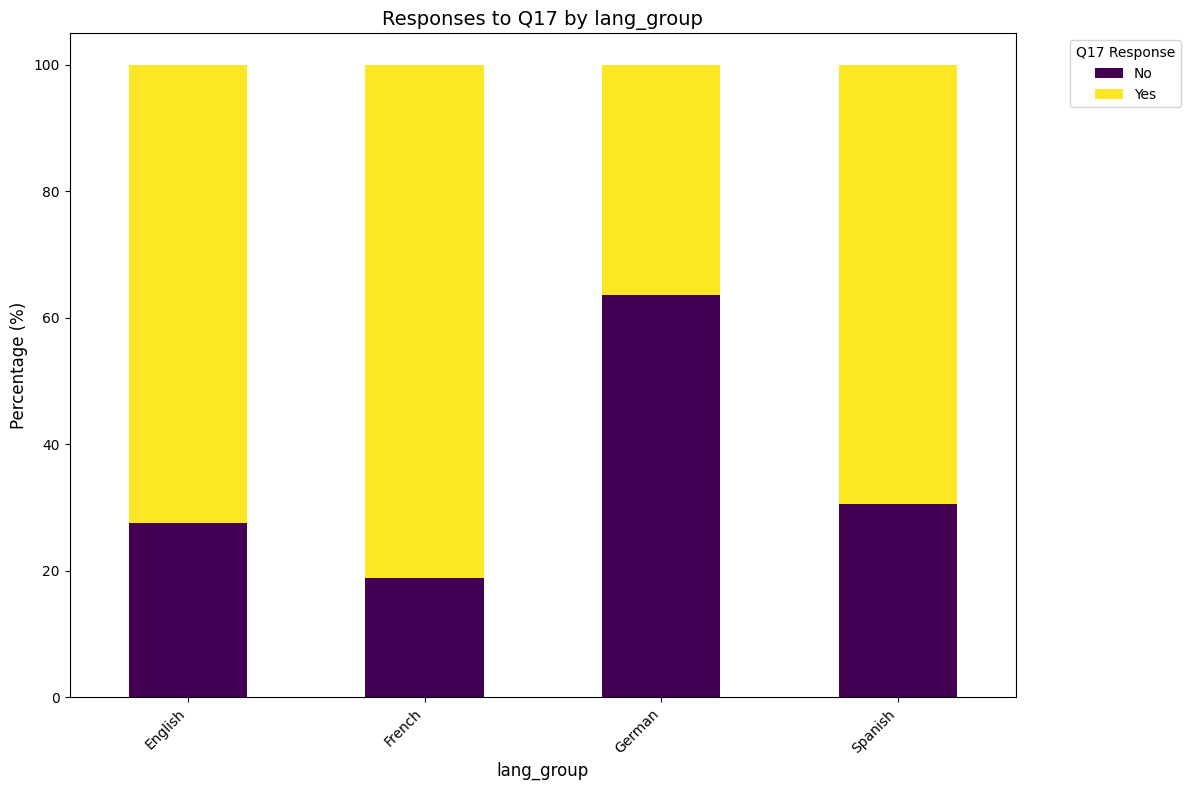 Responses to Q17 by lang_group
Q17 Response
No
Yes
Percentage (%)
100
80
60
40
20
0
English
French
German
Spanish
lang_group